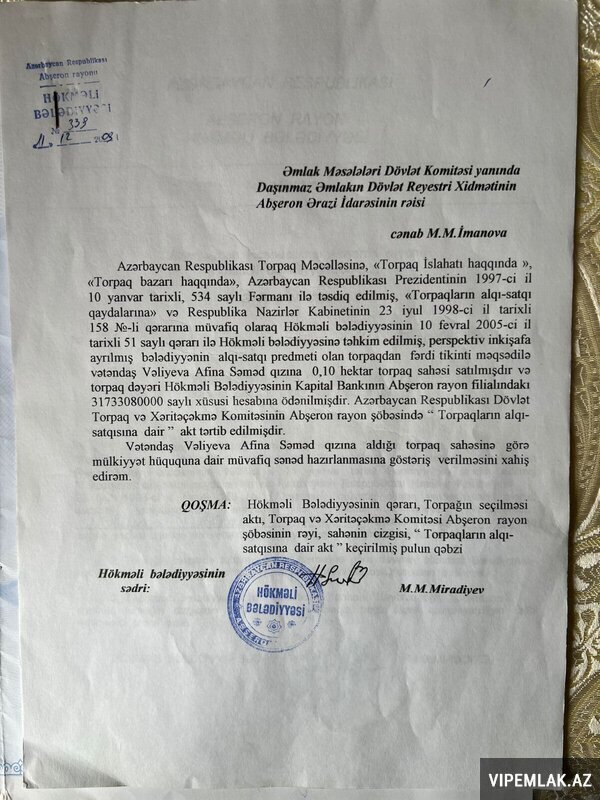 Azərbaycan Respublikası
Abşeron rayonu
HÖKMƏLİ
BƏLƏDİYYƏSİ
№ 338
11. 12 2008 i
Əmlak Məsələləri Dövlət Komitəsi yanında
Daşınmaz Əmlakın Dövlət Reyestri Xidmətinin
Abşeron Ərazi İdarəsinin rəisi
cənab M.M.İmanova
Azərbaycan Respublikası Torpaq Məcəlləsinə, «Torpaq İslahatı haqqında »,
«Torpaq bazarı haqqında», Azərbaycan Respublikası Prezidentinin 1997-ci il
10 yanvar tarixli, 534 saylı Fərmanı ilə təsdiq edilmiş, «Torpaqların alqı-satqı
qaydalarına» və Respublika Nazirlər Kabinetinin 23 iyul 1998-ci il tarixli
158 №-li qərarına müvafiq olaraq Hökməli bələdiyyəsinin 10 fevral 2005-ci il
tarixli 51 saylı qərarı ilə Hökməli bələdiyyəsinə təhkim edilmiş, perspektiv inkişafa
ayrılmış bələdiyyənin alqı-satqı predmeti olan torpaqdan fərdi tikinti məqsədilə
vətəndaş Vəliyeva Afina Səməd qızına 0,10 hektar torpaq sahəsi satılmışdır və
torpaq dəyəri Hökməli Bələdiyyəsinin Kapital Bankının Abşeron rayon filialındakı
31733080000 saylı xüsusi hesabına ödənilmişdir. Azərbaycan Respublikası Dövlət
Torpaq və Xəritəçəkmə Komitəsinin Abşeron rayon şöbəsində “ Torpaqların alqı-
satqısına dair ” akt tərtib edilmişdir.
Vətəndaş Vəliyeva Afina Səməd qızına aldığı torpaq sahəsinə görə
mülkiyyət hüququna dair müvafiq sənəd hazırlanmasına göstəriş verilməsini xahiş
edirəm.
QOŞMA: Hökməli Bələdiyyəsinin qərarı, Torpağın seçilməsi
aktı, Torpaq və Xəritəçəkmə Komitəsi Abşeron rayon
şöbəsinin rəyi, sahənin cizgisi, “ Torpaqların alqı-
satqısına dair akt ” keçirilmiş pulun qəbzi
Hökməli bələdiyyəsinin
sədri:
M.M.Miradiyev
AZƏRBAYCAN RESPUBLİKASI
HÖKMƏLİ
BƏLƏDİYYƏSİ
VIPEMLAK.AZ